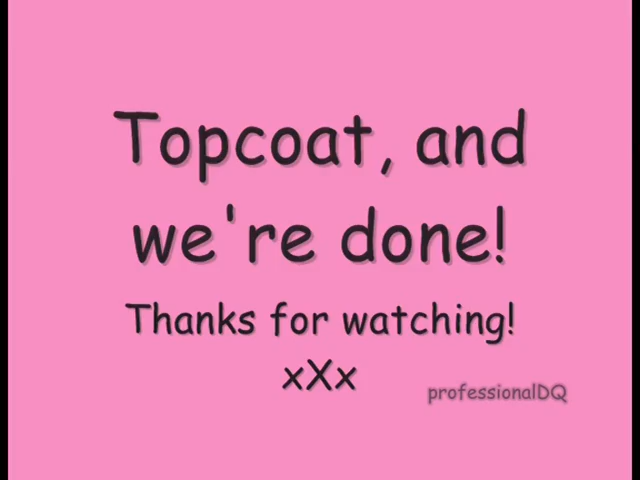 Topcoat, and
we're done!
Thanks for watching!
xXx
professionalDQ